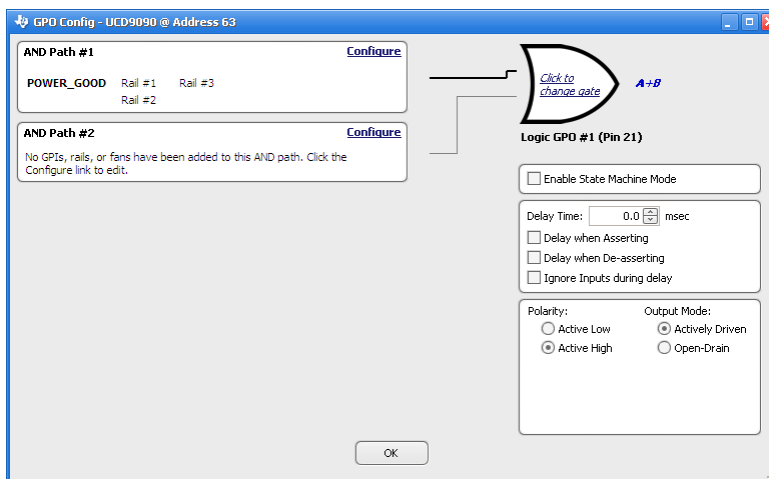 GPO Config - UCD9090 @ Address 63
AND Path #1
Configure
POWER_GOOD Rail #1 Rail #3
Rail #2
AND Path #2
Configure
No GPIs, rails, or fans have been added to this AND path. Click the
Configure link to edit.
Click to
change gate
A+B
Logic GPO #1 (Pin 21)
Enable State Machine Mode
Delay Time: 0.0 msec
Delay when Asserting
Delay when De-asserting
Ignore Inputs during delay
Polarity: Output Mode:
Active Low Actively Driven
Active High Open-Drain
OK